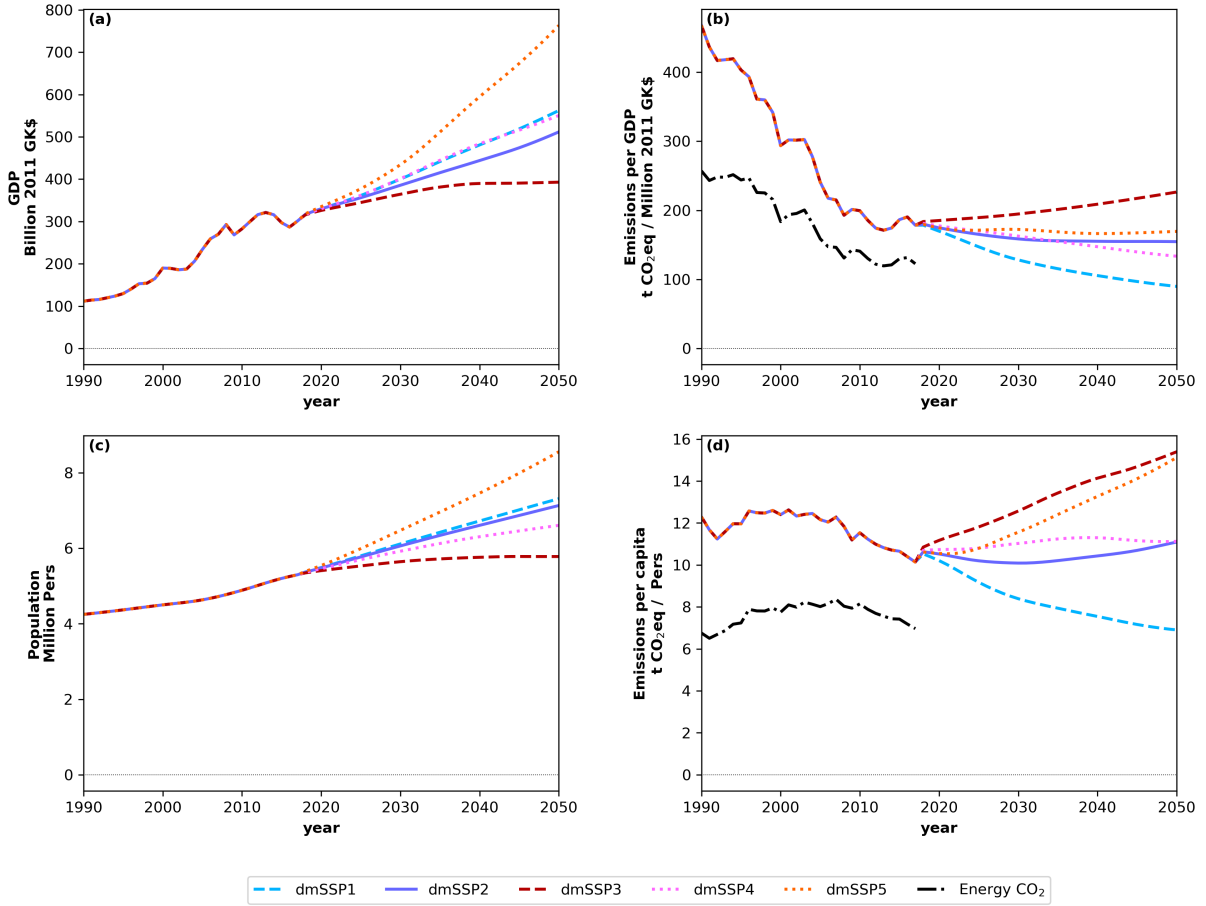 (a)
GDP
Billion 2011 GK$
800
700
600
500
400
300
200
100
0
1990 2000 2010 2020 2030 2040 2050
year
(b)
Emissions per GDP
t CO₂eq / Million 2011 GK$
400
300
200
100
0
1990 2000 2010 2020 2030 2040 2050
year
(c)
Population
Million Pers
8
6
4
2
0
1990 2000 2010 2020 2030 2040 2050
year
(d)
Emissions per capita
t CO₂eq / Pers
16
14
12
10
8
6
4
2
0
1990 2000 2010 2020 2030 2040 2050
year
dmSSP1 dmSSP2 dmSSP3 dmSSP4 dmSSP5 Energy CO₂